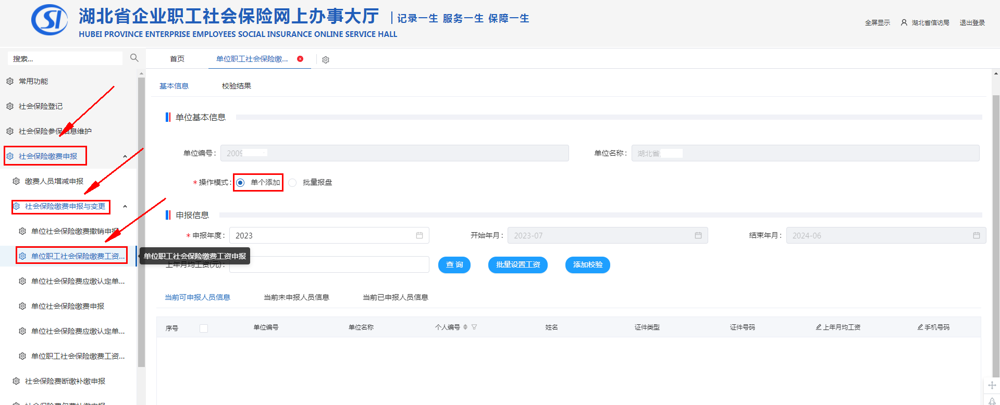 湖北省企业职工社会保险网上办事大厅 记录一生 服务一生 保障一生
HUBEI PROVINCE ENTERPRISE EMPLOYEES SOCIAL INSURANCE ONLINE SERVICE HALL
全屏显示 湖北省信访局 退出登录
搜索...
首页 单位职工社会保险缴...
常用功能
社会保险登记
社会保险参保信息维护
社会保险缴费申报
缴费人员增减申报
社会保险缴费申报与变更
单位社会保险缴费撤销申报
单位职工社会保险缴费工资...
单位职工社会保险缴费工资申报
单位社会保险费应缴认定单...
单位社会保险缴费申报
单位社会保险费应缴认定单...
单位职工社会保险缴费工资...
社会保险费断缴补缴申报
基本信息 校验结果
单位基本信息
单位编号: 2009 单位名称: 湖北省
*操作模式: 单个添加 批量报盘
申报信息
*申报年度: 2023 开始年月: 2023-07 结束年月: 2024-06
上年月均工资(元): 查 询 批量设置工资 添加校验
当前可申报人员信息 当前未申报人员信息 当前已申报人员信息
序号 单位编号 单位名称 个人编号 姓名 证件类型 证件号码 上年月均工资 手机号码